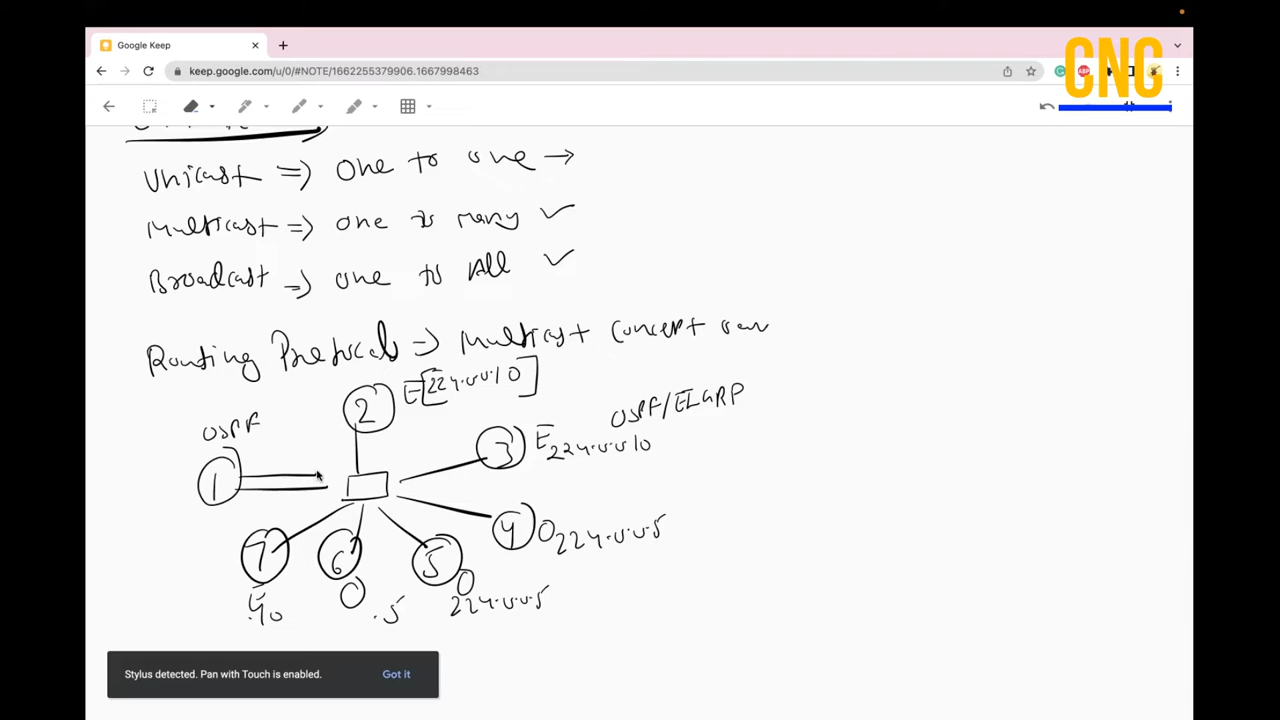 Google Keep
keep.google.com/u/0/#NOTE/1662255379906.1667998463
CNC
Unicast => One to one →
Multicast => one is many ✓
Broadcast => one to All ✓
Routing Protocals => Multicast Concept
2 E[224.0.0.10]
OSPF
OSPF/EIGRP
3 E 224.0.0.10
1
4 O 224.0.0.5
7
6
5
O .5
O 224.0.0.5
Stylus detected. Pan with Touch is enabled. Got it